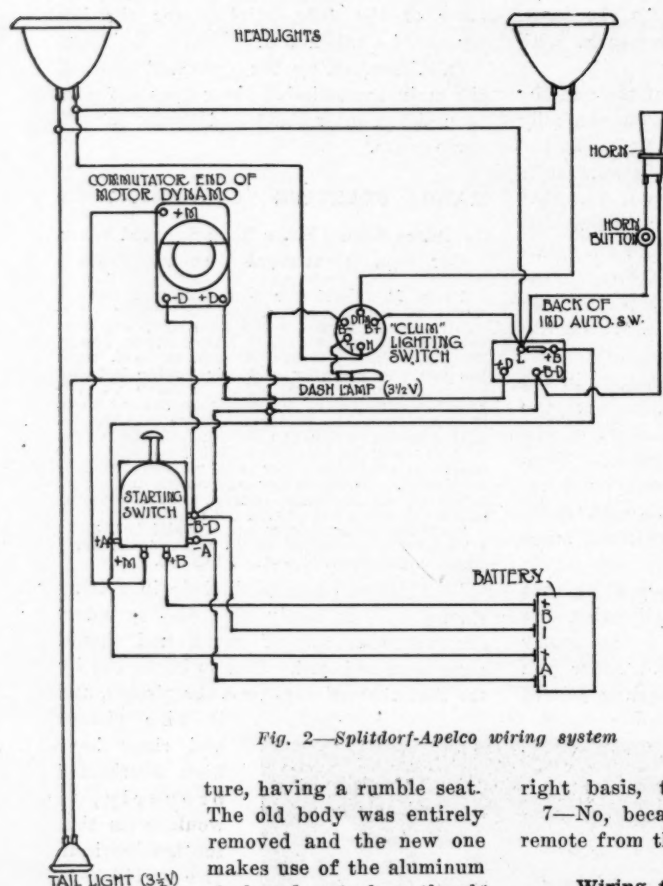 HEADLIGHTS
HORN
COMMUTATOR END OF
MOTOR DYNAMO
+M
HORN
BUTTON
-D +D
DIM
B- B+
T H
"CLUM"
LIGHTING
SWITCH
BACK OF
IND AUTO. S.W.
L +B
+D -B-D
DASH LAMP (3½V)
STARTING
SWITCH
-B-D
+A -A
+M +B
BATTERY
+
B
-
+
A
-
Fig. 2—Splitdorf-Apelco wiring system
ture, having a rumble seat.
The old body was entirely
removed and the new one
makes use of the aluminum
right basis, t
7—No, beca
remote from th
Wiring
TAIL LIGHT (3½V)